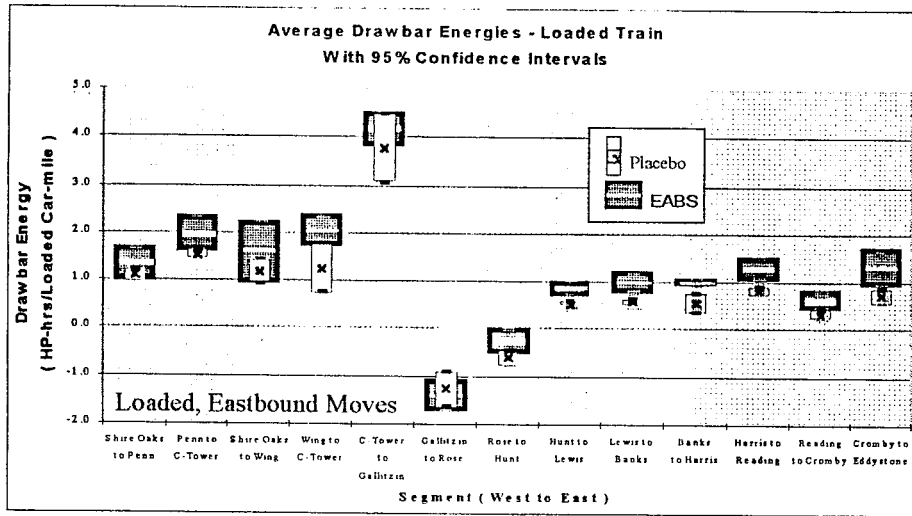 Average Drawbar Energies - Loaded Train
With 95% Confidence Intervals
Drawbar Energy
( HP-hrs/Loaded Car-mile )
5.0
4.0
3.0
2.0
1.0
0.0
-1.0
-2.0
Placebo
EABS
Loaded, Eastbound Moves
Shire Oaks
to Penn
Penn to
C-Tower
Shire Oaks
to Wing
Wing to
C-Tower
C-Tower
to
Gallitzin
Gallitzin
to Rose
Rose to
Hunt
Hunt to
Lewis
Lewis to
Banks
Banks
to Harris
Harris to
Reading
Reading
to Cromby
Cromby to
Eddystone
Segment ( West to East )